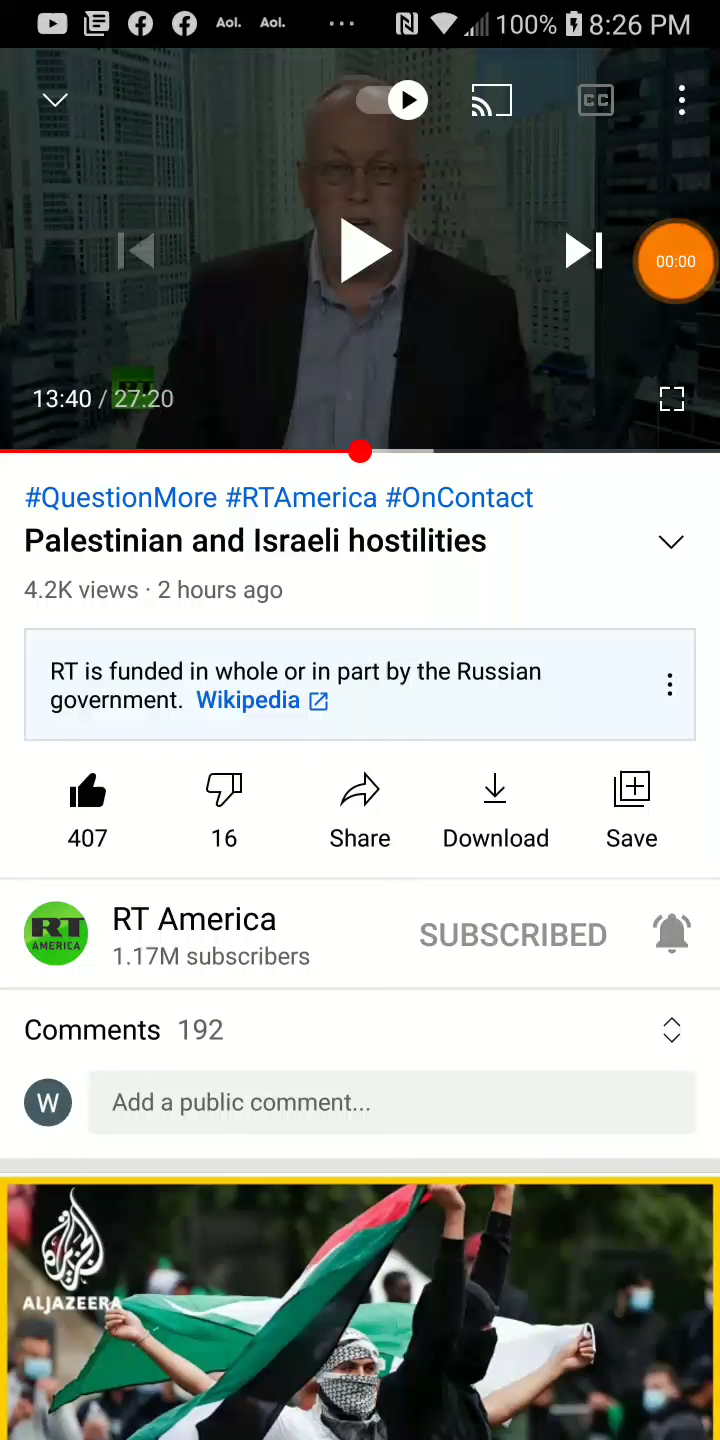 Aol.
Aol.
100%
8:26 PM
CC
00:00
13:40 / 27:20
#QuestionMore #RTAmerica #OnContact
Palestinian and Israeli hostilities
4.2K views · 2 hours ago
RT is funded in whole or in part by the Russian
government. Wikipedia
407
16
Share
Download
Save
RT
AMERICA
RT America
1.17M subscribers
SUBSCRIBED
Comments 192
W
Add a public comment...
ALJAZEERA